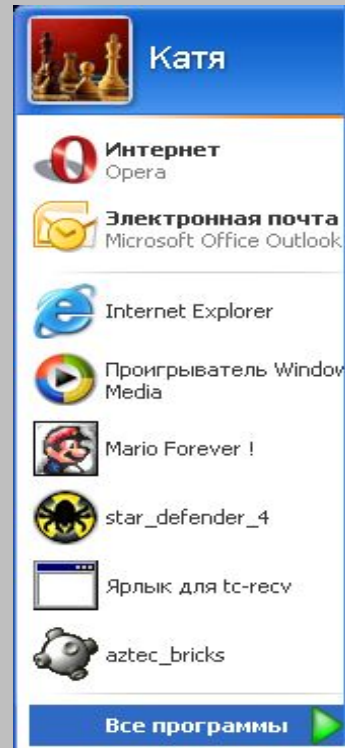 Катя
Интернет
Opera
Электронная почта
Microsoft Office Outlook
Internet Explorer
Проигрыватель Window
Media
Mario Forever !
star_defender_4
Ярлык для tc-recv
aztec_bricks
Все программы